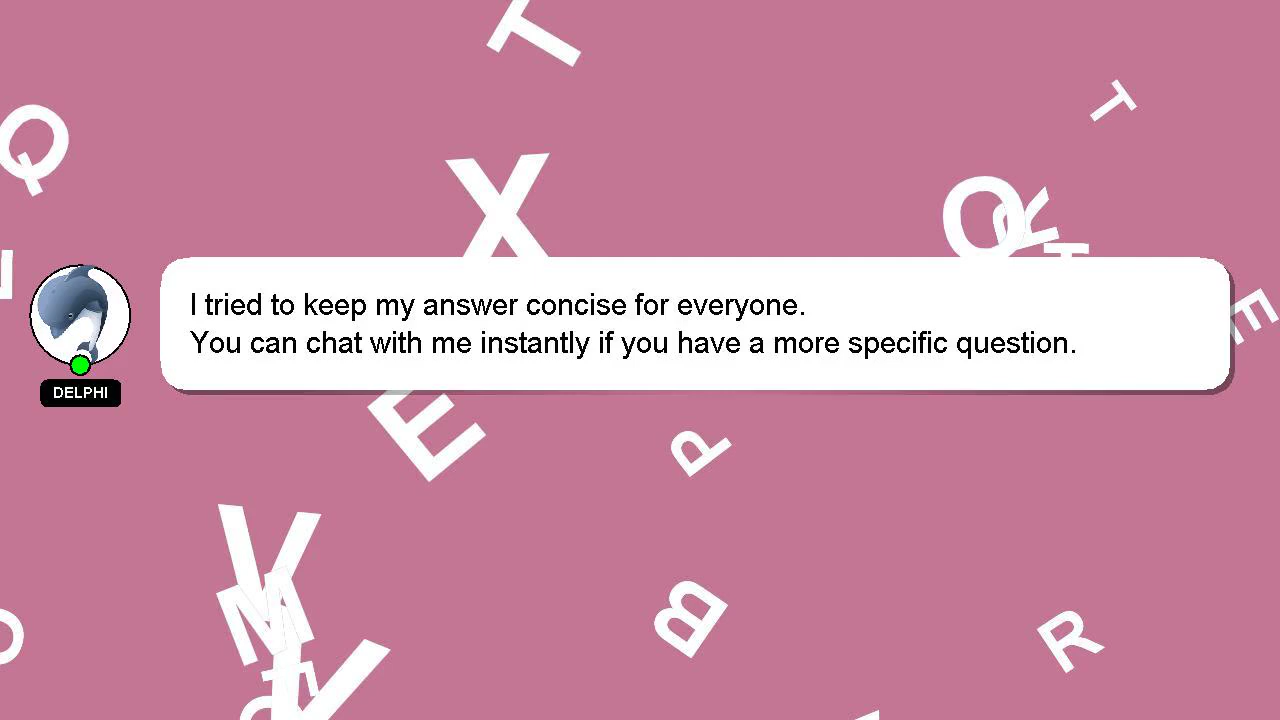 T
T
Q
X
Q
E
I tried to keep my answer concise for everyone.
You can chat with me instantly if you have a more specific question.
DELPHI
E
P
V
M
B
R
V